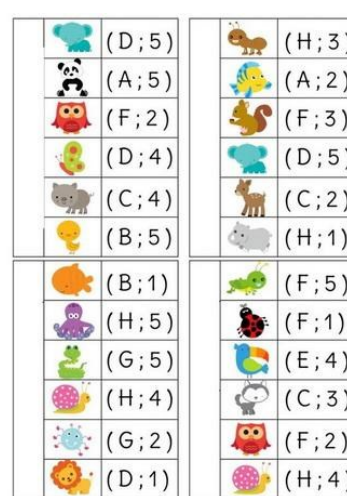 (D;5)
(A;5)
(F;2)
(D;4)
(C;4)
(B;5)
(H;3)
(A;2)
(F;3)
(D;5)
(C;2)
(H;1)
(B;1)
(H;5)
(G;5)
(H;4)
(G;2)
(D;1)
(F;5)
(F;1)
(E;4)
(C;3)
(F;2)
(H;4)